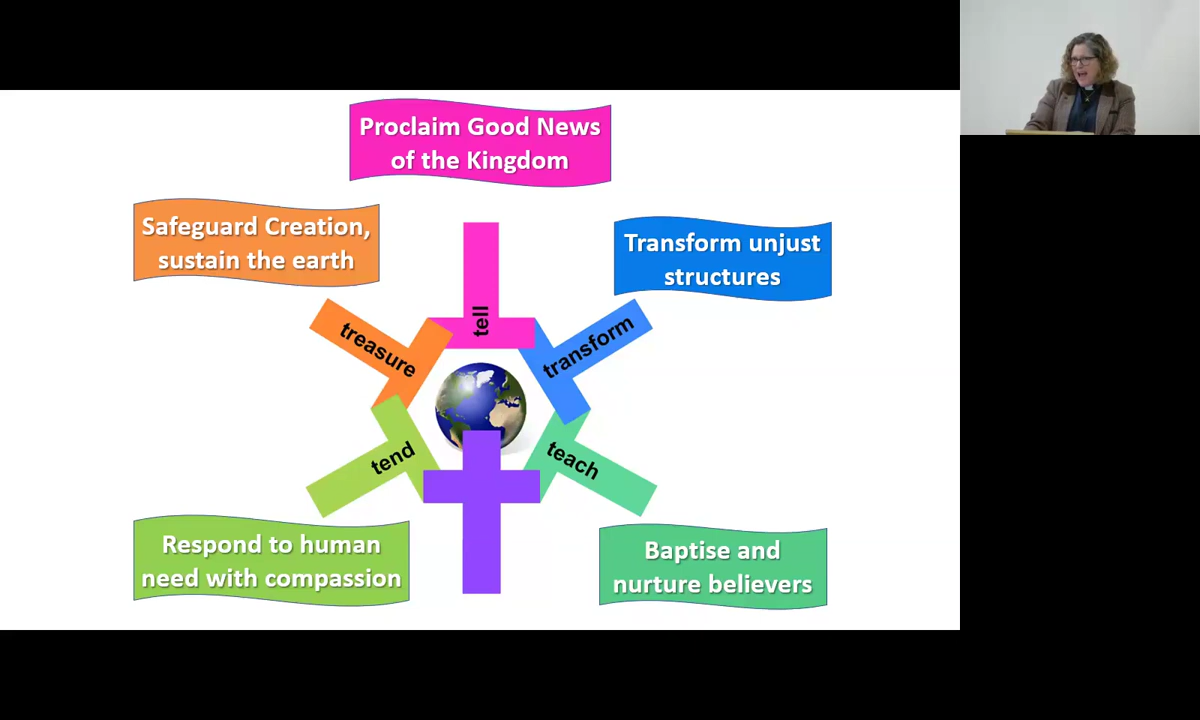 Proclaim Good News
of the Kingdom
Safeguard Creation,
sustain the earth
Transform unjust
structures
tell
treasure
transform
tend
teach
Respond to human
need with compassion
Baptise and
nurture believers